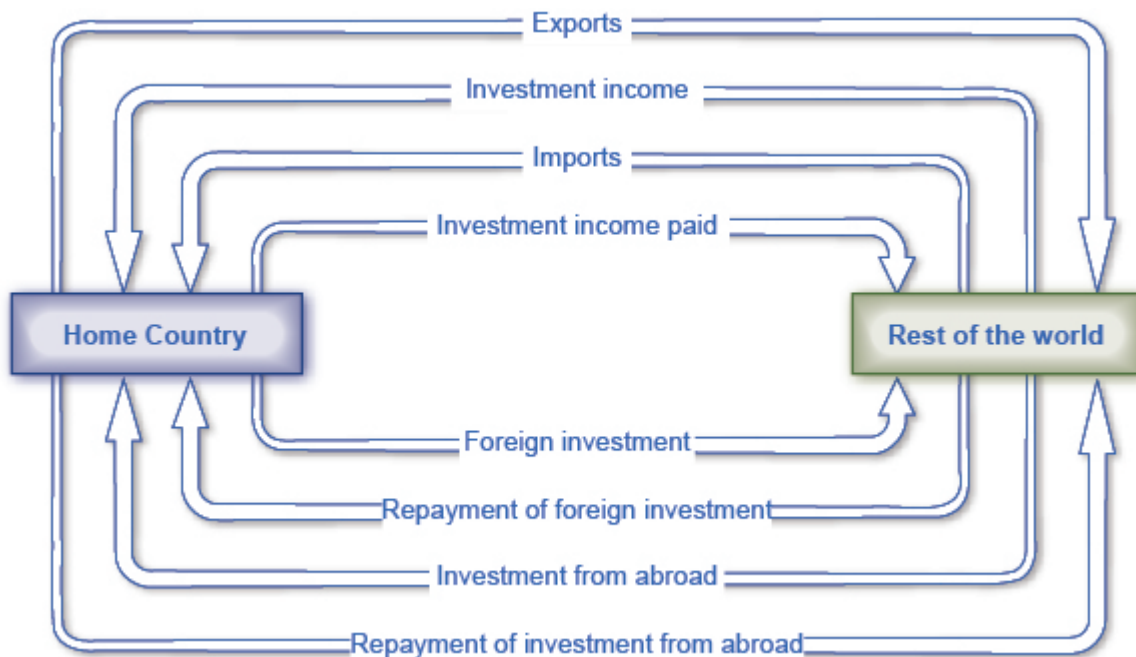 Exports
Investment income
Imports
Investment income paid
Home Country
Rest of the world
Foreign investment
Repayment of foreign investment
Investment from abroad
Repayment of investment from abroad